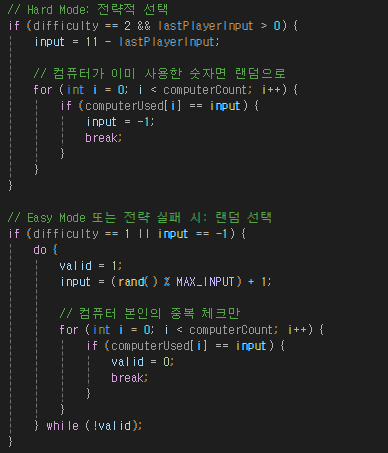 // Hard Mode: 전략적 선택
if (difficulty == 2 && lastPlayerInput > 0) {
    input = 11 - lastPlayerInput;

    // 컴퓨터가 이미 사용한 숫자면 랜덤으로
    for (int i = 0; i < computerCount; i++) {
        if (computerUsed[i] == input) {
            input = -1;
            break;
        }
    }
}

// Easy Mode 또는 전략 실패 시: 랜덤 선택
if (difficulty == 1 || input == -1) {
    do {
        valid = 1;
        input = (rand() % MAX_INPUT) + 1;

        // 컴퓨터 본인의 중복 체크만
        for (int i = 0; i < computerCount; i++) {
            if (computerUsed[i] == input) {
                valid = 0;
                break;
            }
        }
    } while (!valid);
}